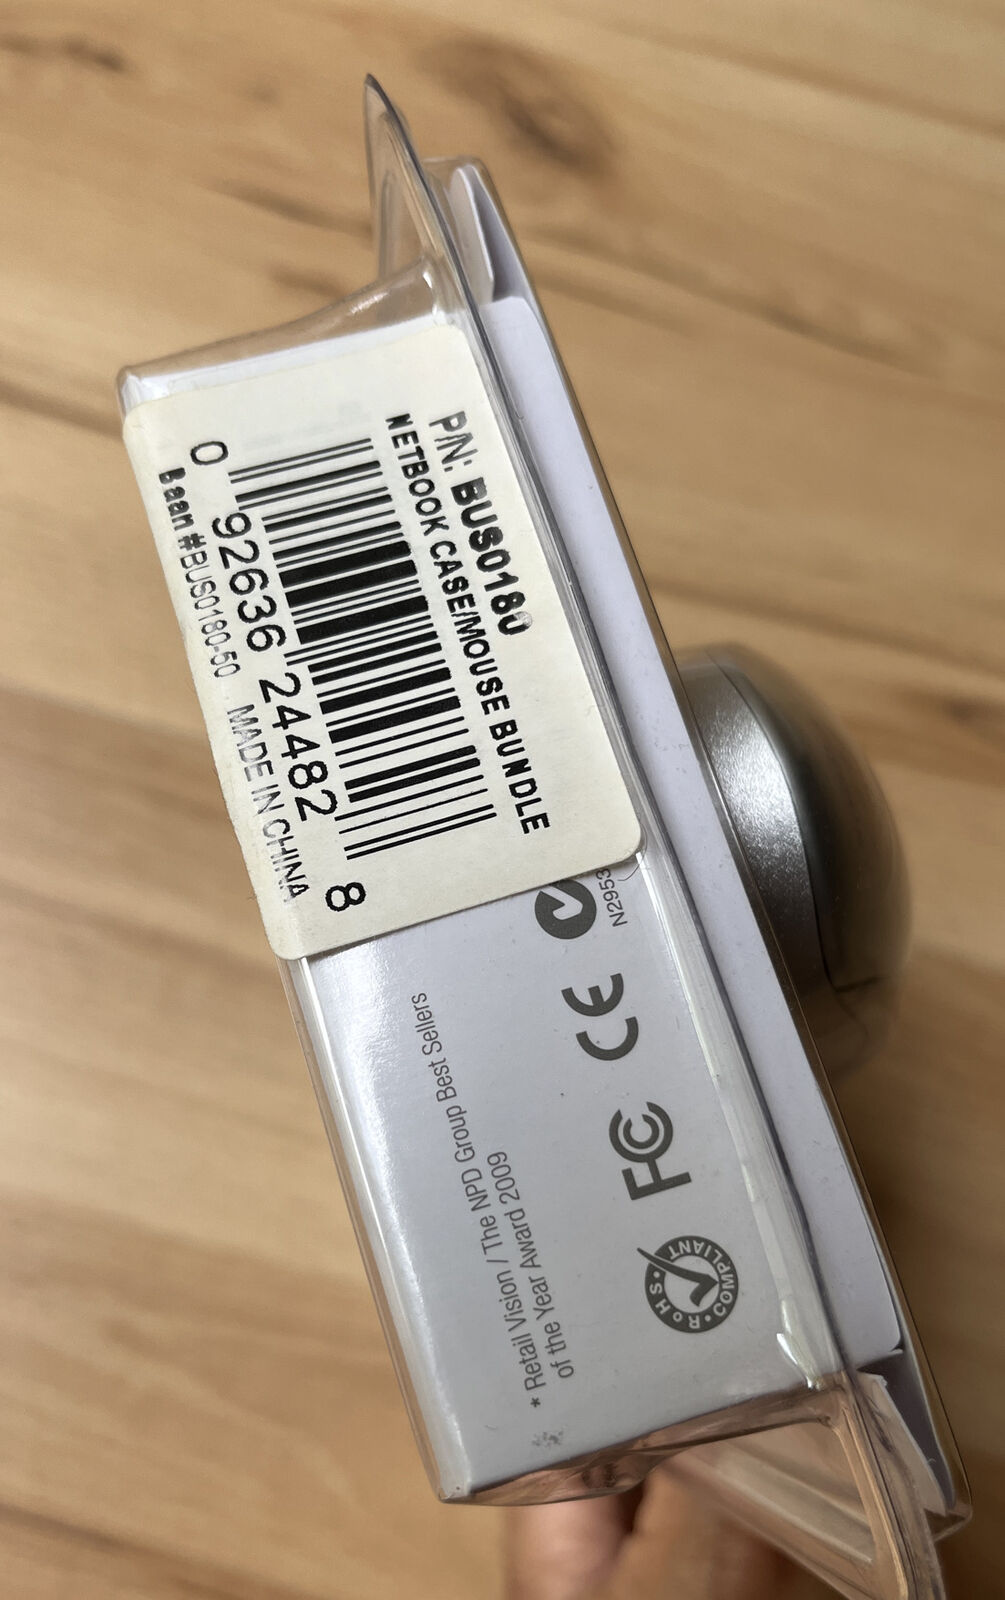 P/N: BUS0180
NETBOOK CASE/MOUSE BUNDLE
0 92636 24482 8
Baan #BUS0180-50 MADE IN CHINA
N2953
CE
FC
RoHS COMPLIANT
* Retail Vision / The NPD Group Best Sellers
of the Year Award 2009